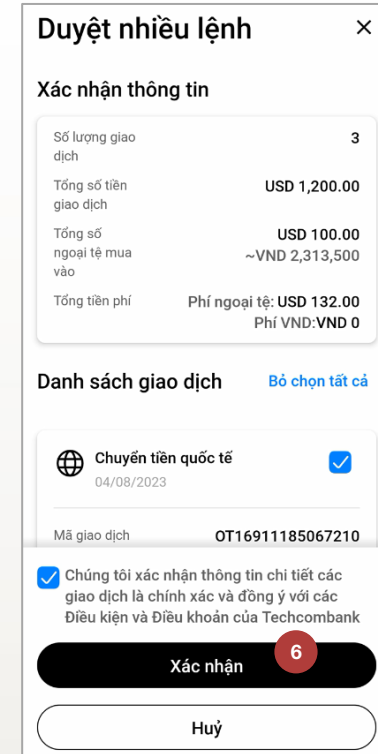 Duyệt nhiều lệnh
Xác nhận thông tin
Số lượng giao
dịch
3
Tổng số tiền
giao dịch
USD 1,200.00
Tổng số
ngoại tệ mua
vào
USD 100.00
~VND 2,313,500
Tổng tiền phí
Phí ngoại tệ: USD 132.00
Phí VND:VND 0
Danh sách giao dịch
Bỏ chọn tất cả
Chuyển tiền quốc tế
04/08/2023
Mã giao dịch
OT16911185067210
Chúng tôi xác nhận thông tin chi tiết các
giao dịch là chính xác và đồng ý với các
Điều kiện và Điều khoản của Techcombank
Xác nhận
6
Huỷ